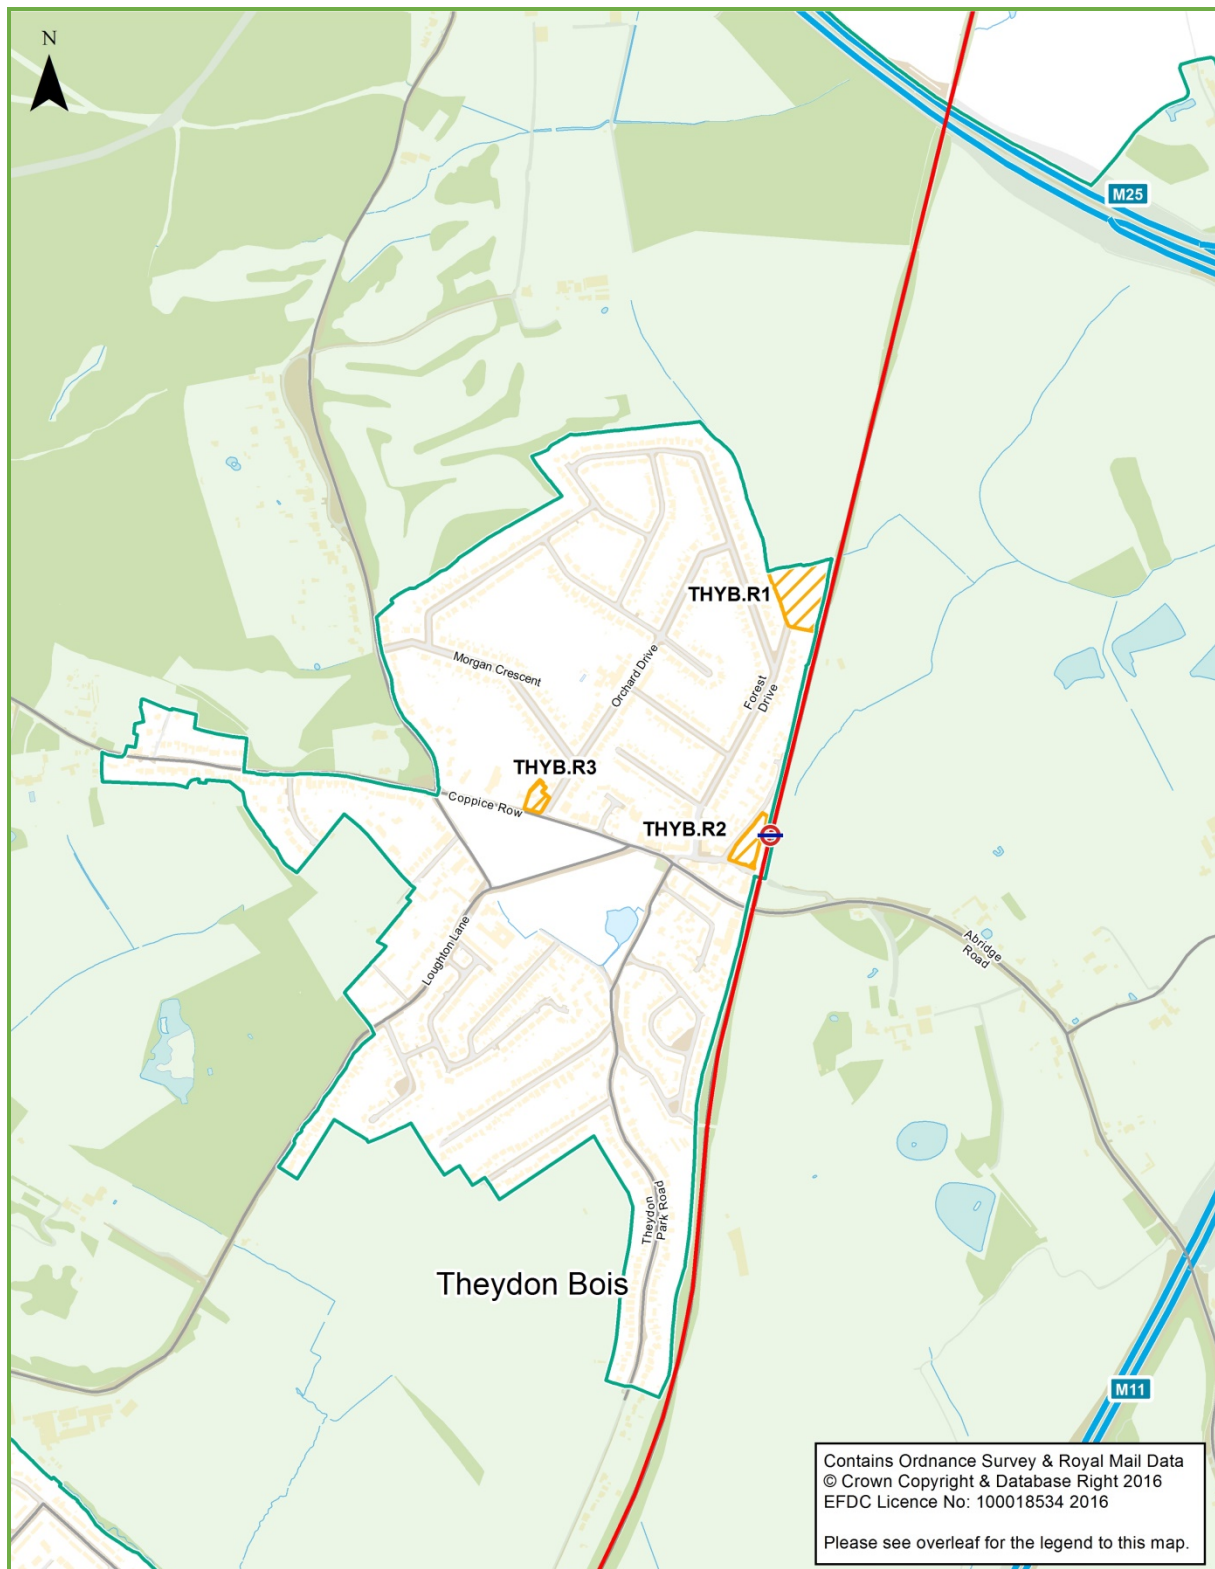 N
M25
THYB.R1
Morgan Crescent
Orchard Drive
Forest
Drive
THYB.R3
Coppice Row
THYB.R2
Loughton Lane
Abridge
Road
Theydon
Park Road
Theydon Bois
M11
Contains Ordnance Survey & Royal Mail Data
© Crown Copyright & Database Right 2016
EFDC Licence No: 100018534 2016
Please see overleaf for the legend to this map.